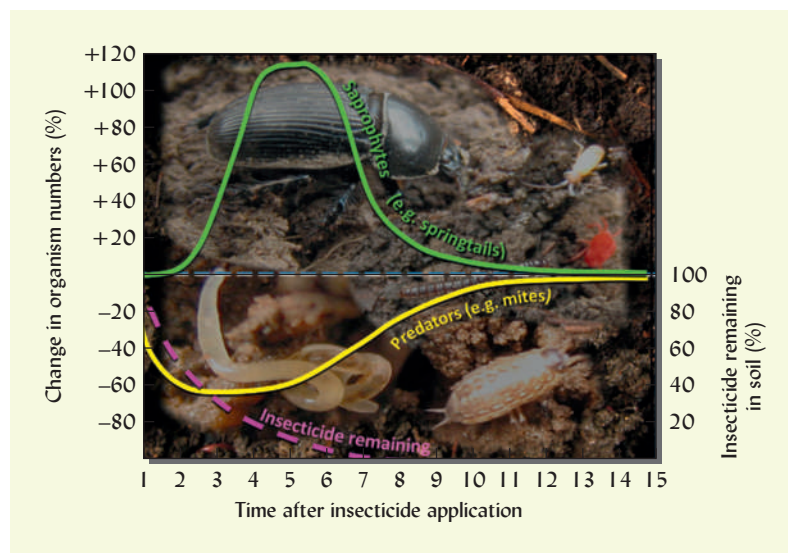 +120
+100
+80
+60
+40
+20
−20
−40
−60
−80
Change in organism numbers (%)
Saprophytes
(e.g. springtails)
Predators (e.g. mites)
Insecticide remaining
100
80
60
40
20
Insecticide remaining
in soil (%)
1 2 3 4 5 6 7 8 9 10 11 12 13 14 15
Time after insecticide application